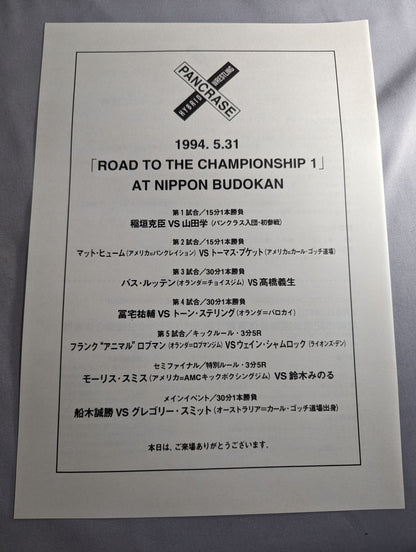 PANCRASE
HYBRID WRESTLING
1994. 5.31
「ROAD TO THE CHAMPIONSHIP 1」
AT NIPPON BUDOKAN
第1試合／15分1本勝負
稲垣克臣 VS 山田学（パンクラス入団・初参戦）
第2試合／15分1本勝負
マット・ヒューム（アメリカ＝パンクレイション）VS トーマス・プケット（アメリカ＝カール・ゴッチ道場）
第3試合／30分1本勝負
バス・ルッテン（オランダ＝チョイスジム）VS 髙橋義生
第4試合／30分1本勝負
冨宅祐輔 VS トーン・ステリング（オランダ＝バロカイ）
第5試合／キックルール・3分5R
フランク“アニマル”ロブマン（オランダ＝ロブマンジム）VS ウェイン・シャムロック（ライオンズ・デン）
セミファイナル／特別ルール・3分5R
モーリス・スミス（アメリカ＝AMCキックボクシングジム）VS 鈴木みのる
メインイベント／30分1本勝負
船木誠勝 VS グレゴリー・スミット（オーストラリア＝カール・ゴッチ道場出身）
本日は、ご来場ありがとうございます。